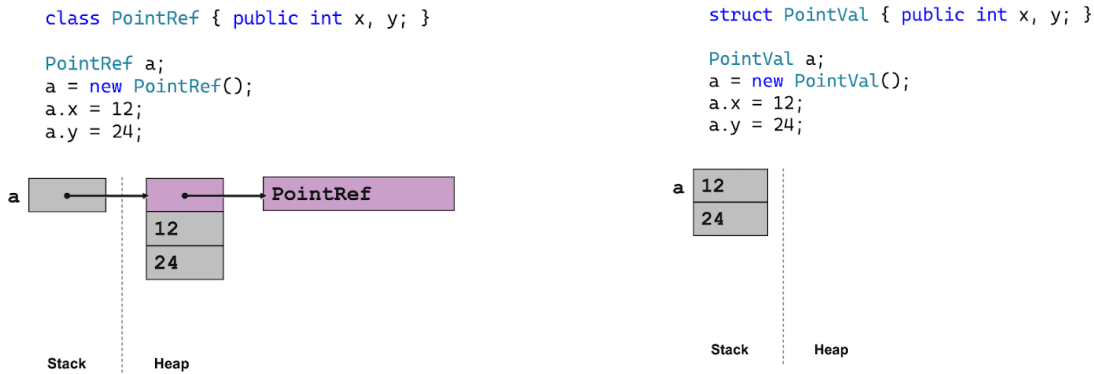 class PointRef { public int x, y; }
PointRef a;
a = new PointRef();
a.x = 12;
a.y = 24;
a
PointRef
12
24
Stack
Heap
struct PointVal { public int x, y; }
PointVal a;
a = new PointVal();
a.x = 12;
a.y = 24;
a
12
24
Stack
Heap